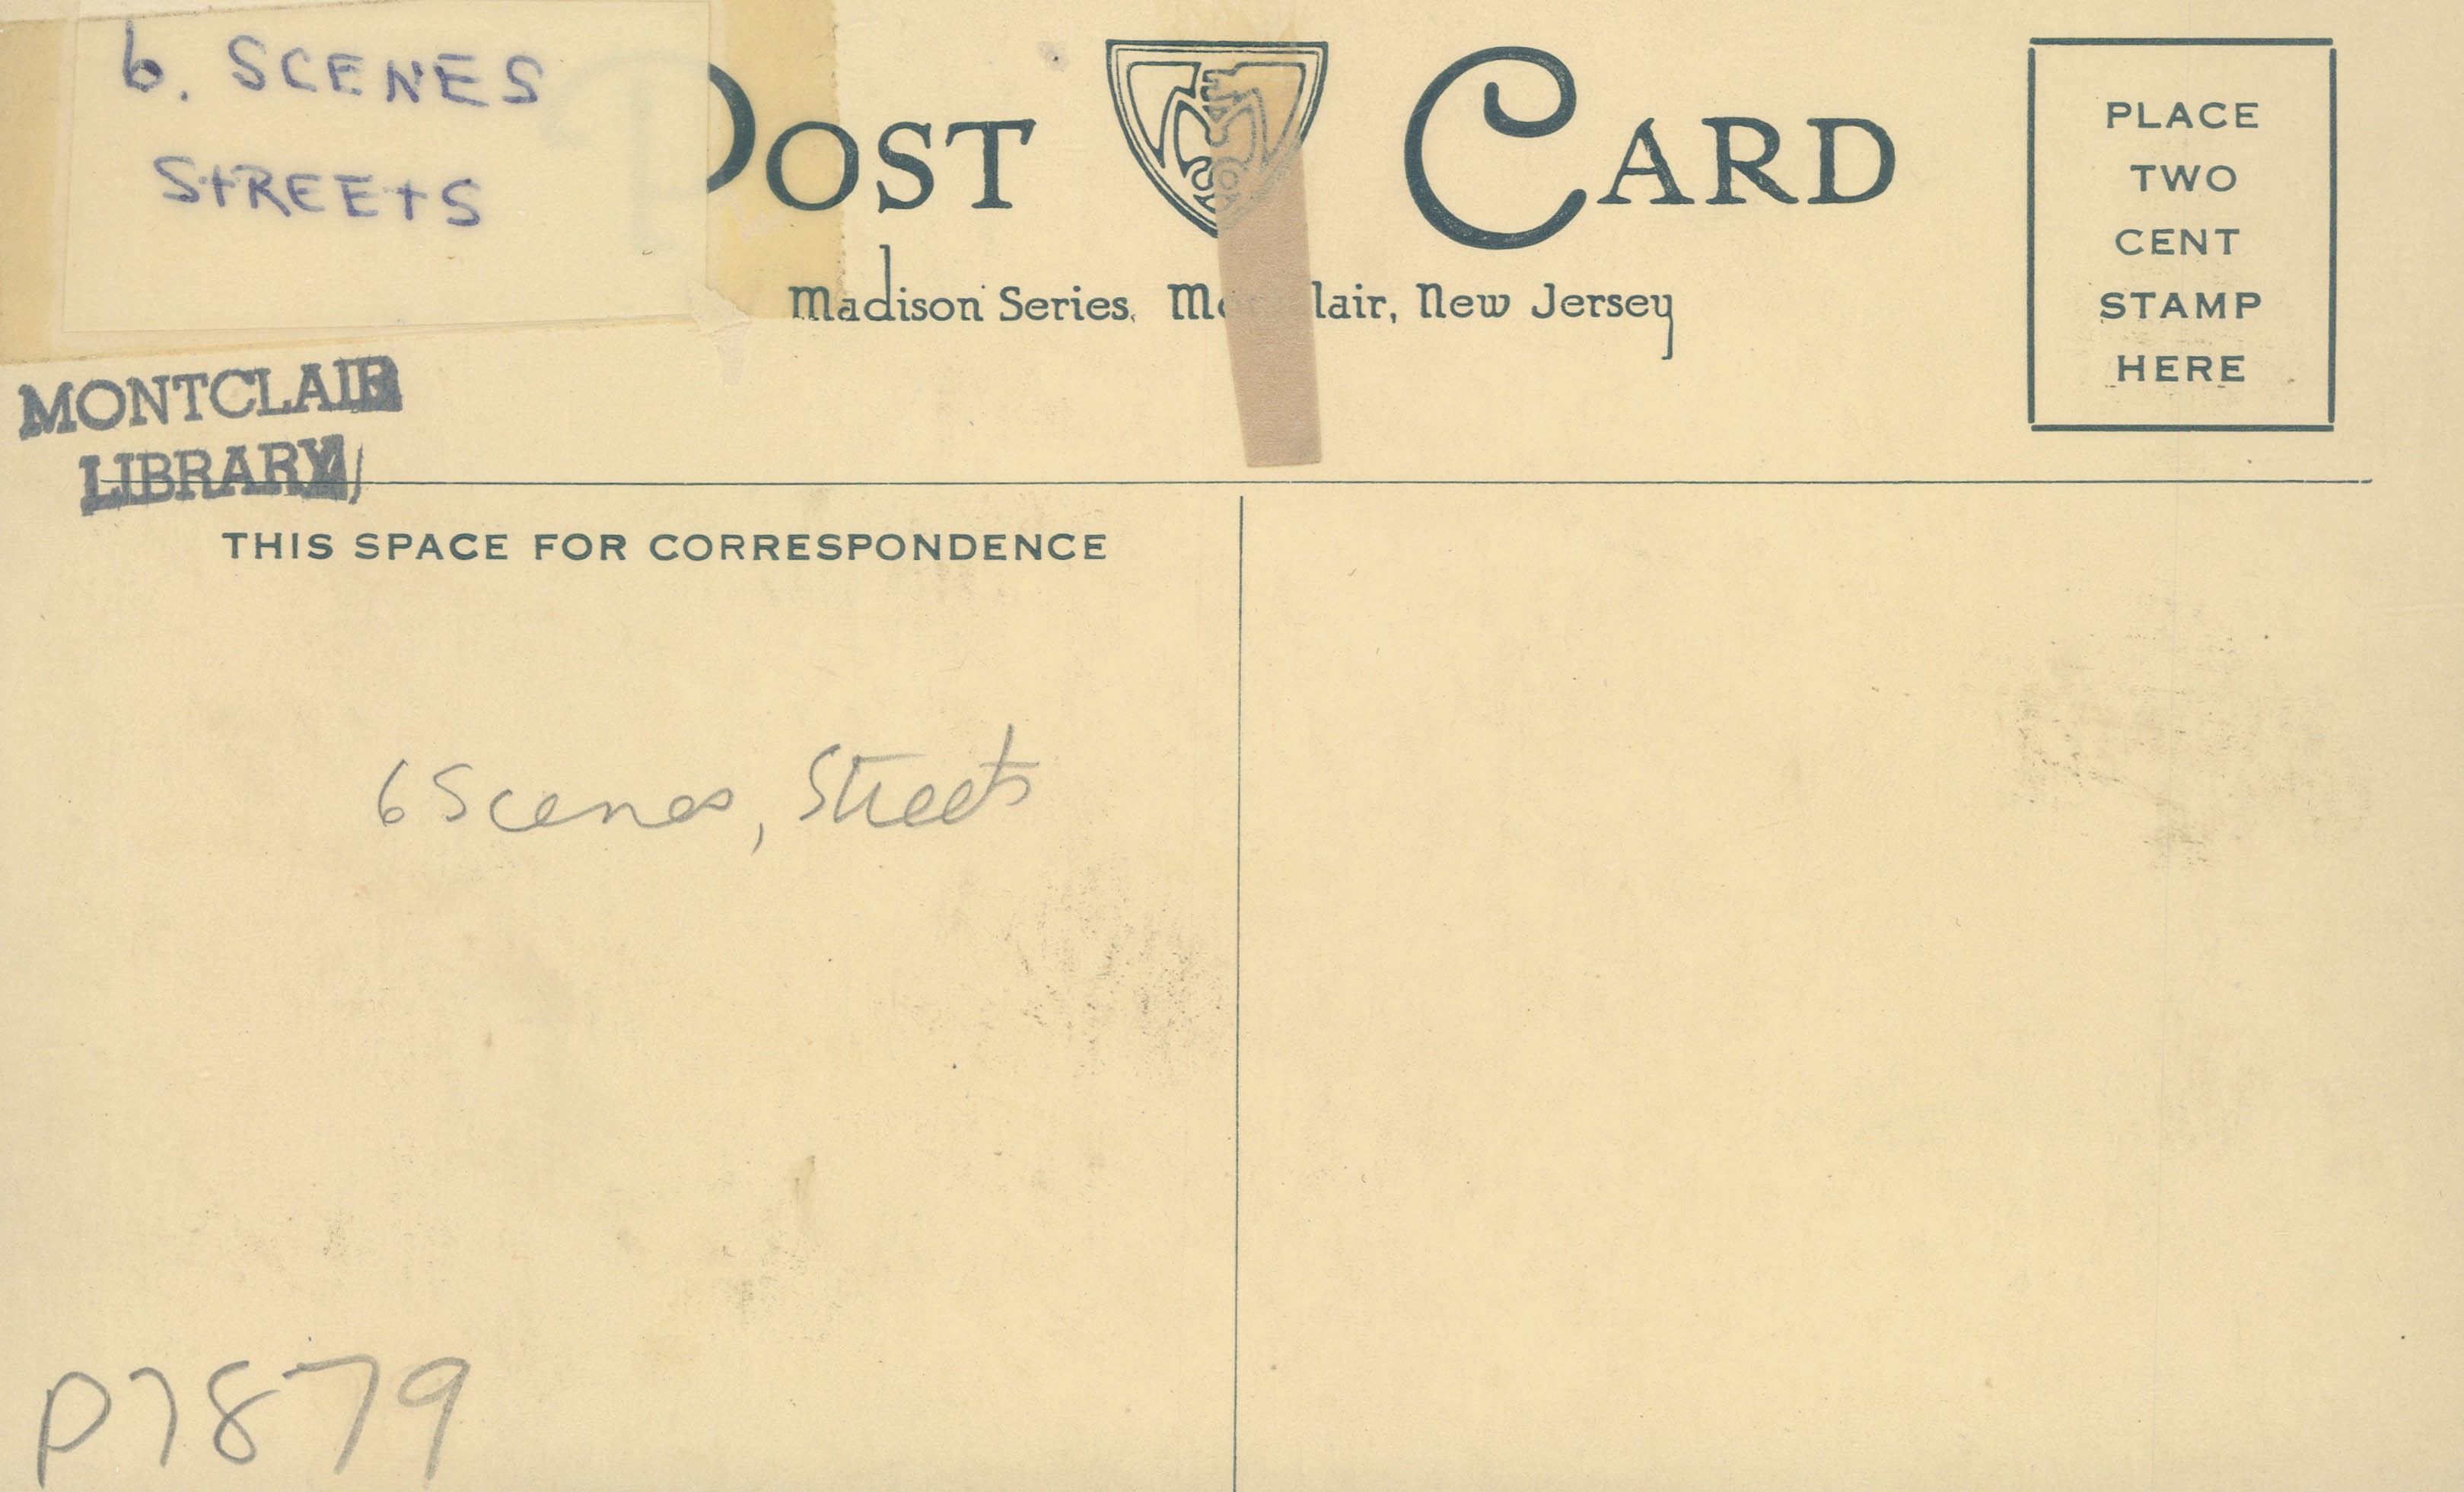 6. SCENES
STREETS
POST CARD
Madison Series, Montclair, New Jersey
PLACE
TWO
CENT
STAMP
HERE
MONTCLAIR
LIBRARY
THIS SPACE FOR CORRESPONDENCE
6 Scenes, Streets
P7879